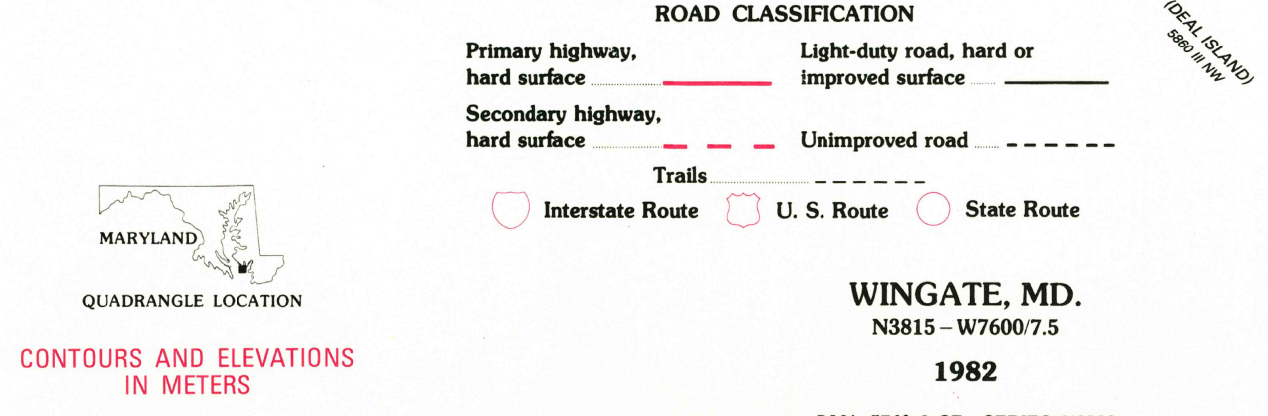 ROAD CLASSIFICATION
Primary highway,
hard surface
Light-duty road, hard or
improved surface
Secondary highway,
hard surface
Unimproved road
Trails
Interstate Route
U. S. Route
State Route
(DEAL ISLAND)
5860 III NW
MARYLAND
QUADRANGLE LOCATION
CONTOURS AND ELEVATIONS
IN METERS
WINGATE, MD.
N3815–W7600/7.5
1982